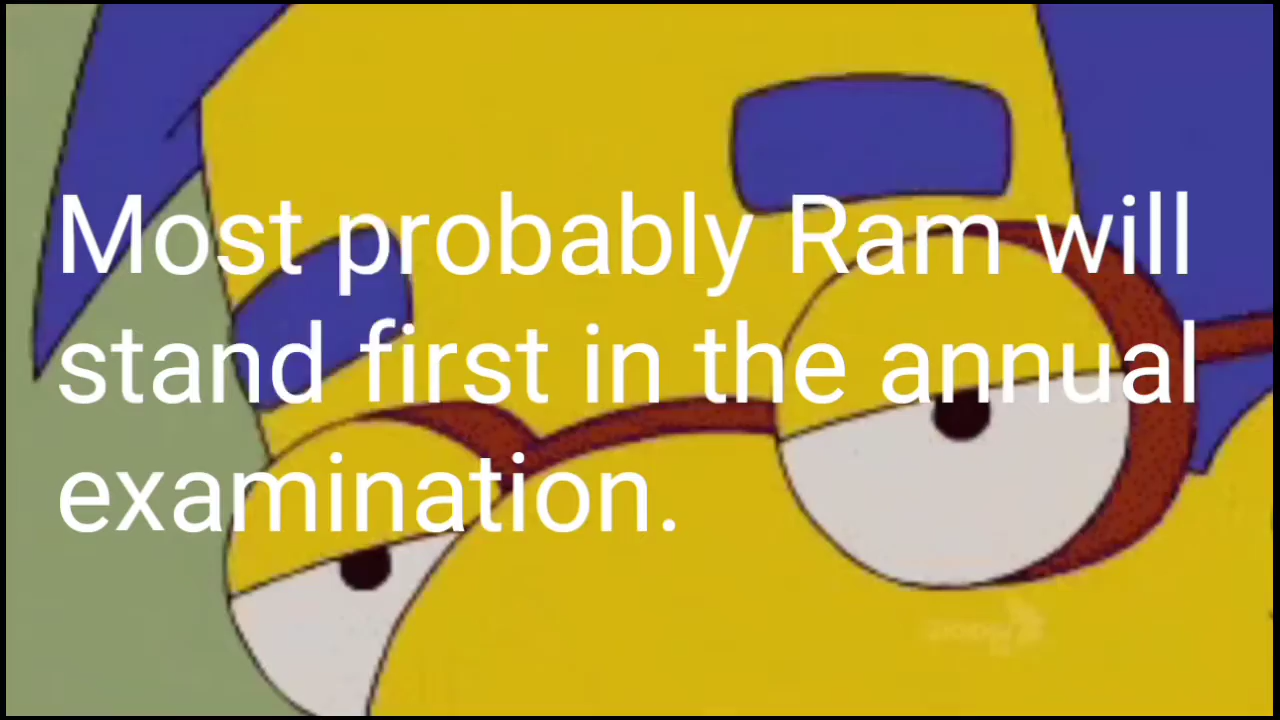 Most probably Ram will
stand first in the annual
examination.